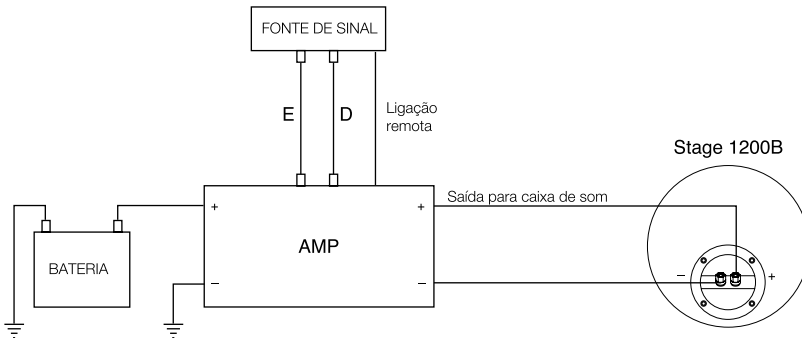 FONTE DE SINAL
E
D
Ligação
remota
Stage 1200B
Saída para caixa de som
+
+
AMP
BATERIA
−
−
−
+